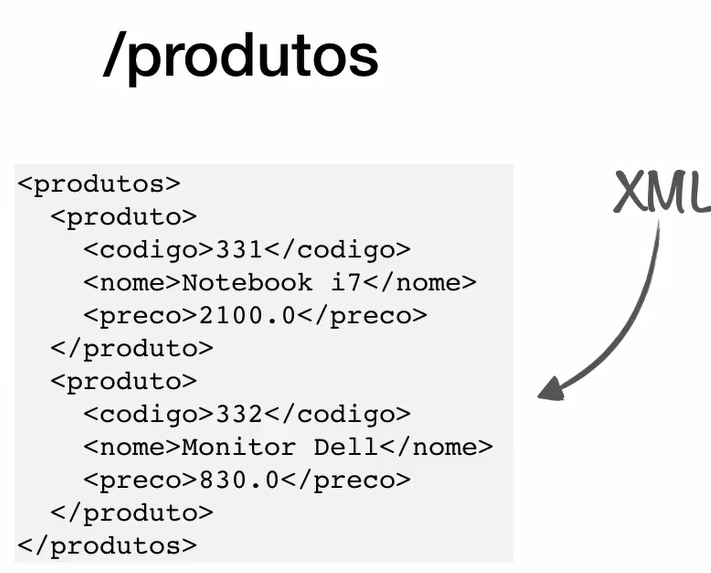 /produtos
XML
<produtos>
  <produto>
    <codigo>331</codigo>
    <nome>Notebook i7</nome>
    <preco>2100.0</preco>
  </produto>
  <produto>
    <codigo>332</codigo>
    <nome>Monitor Dell</nome>
    <preco>830.0</preco>
  </produto>
</produtos>